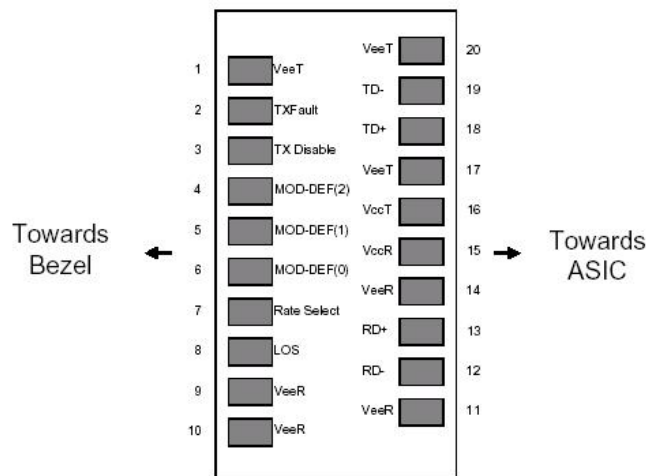 VeeT 20
1 VeeT
TD- 19
2 TXFault
TD+ 18
3 TX Disable
VeeT 17
4 MOD-DEF(2)
VccT 16
5 MOD-DEF(1)
VccR 15
6 MOD-DEF(0)
VeeR 14
7 Rate Select
RD+ 13
8 LOS
RD- 12
9 VeeR
VeeR 11
10 VeeR
Towards
Bezel
Towards
ASIC